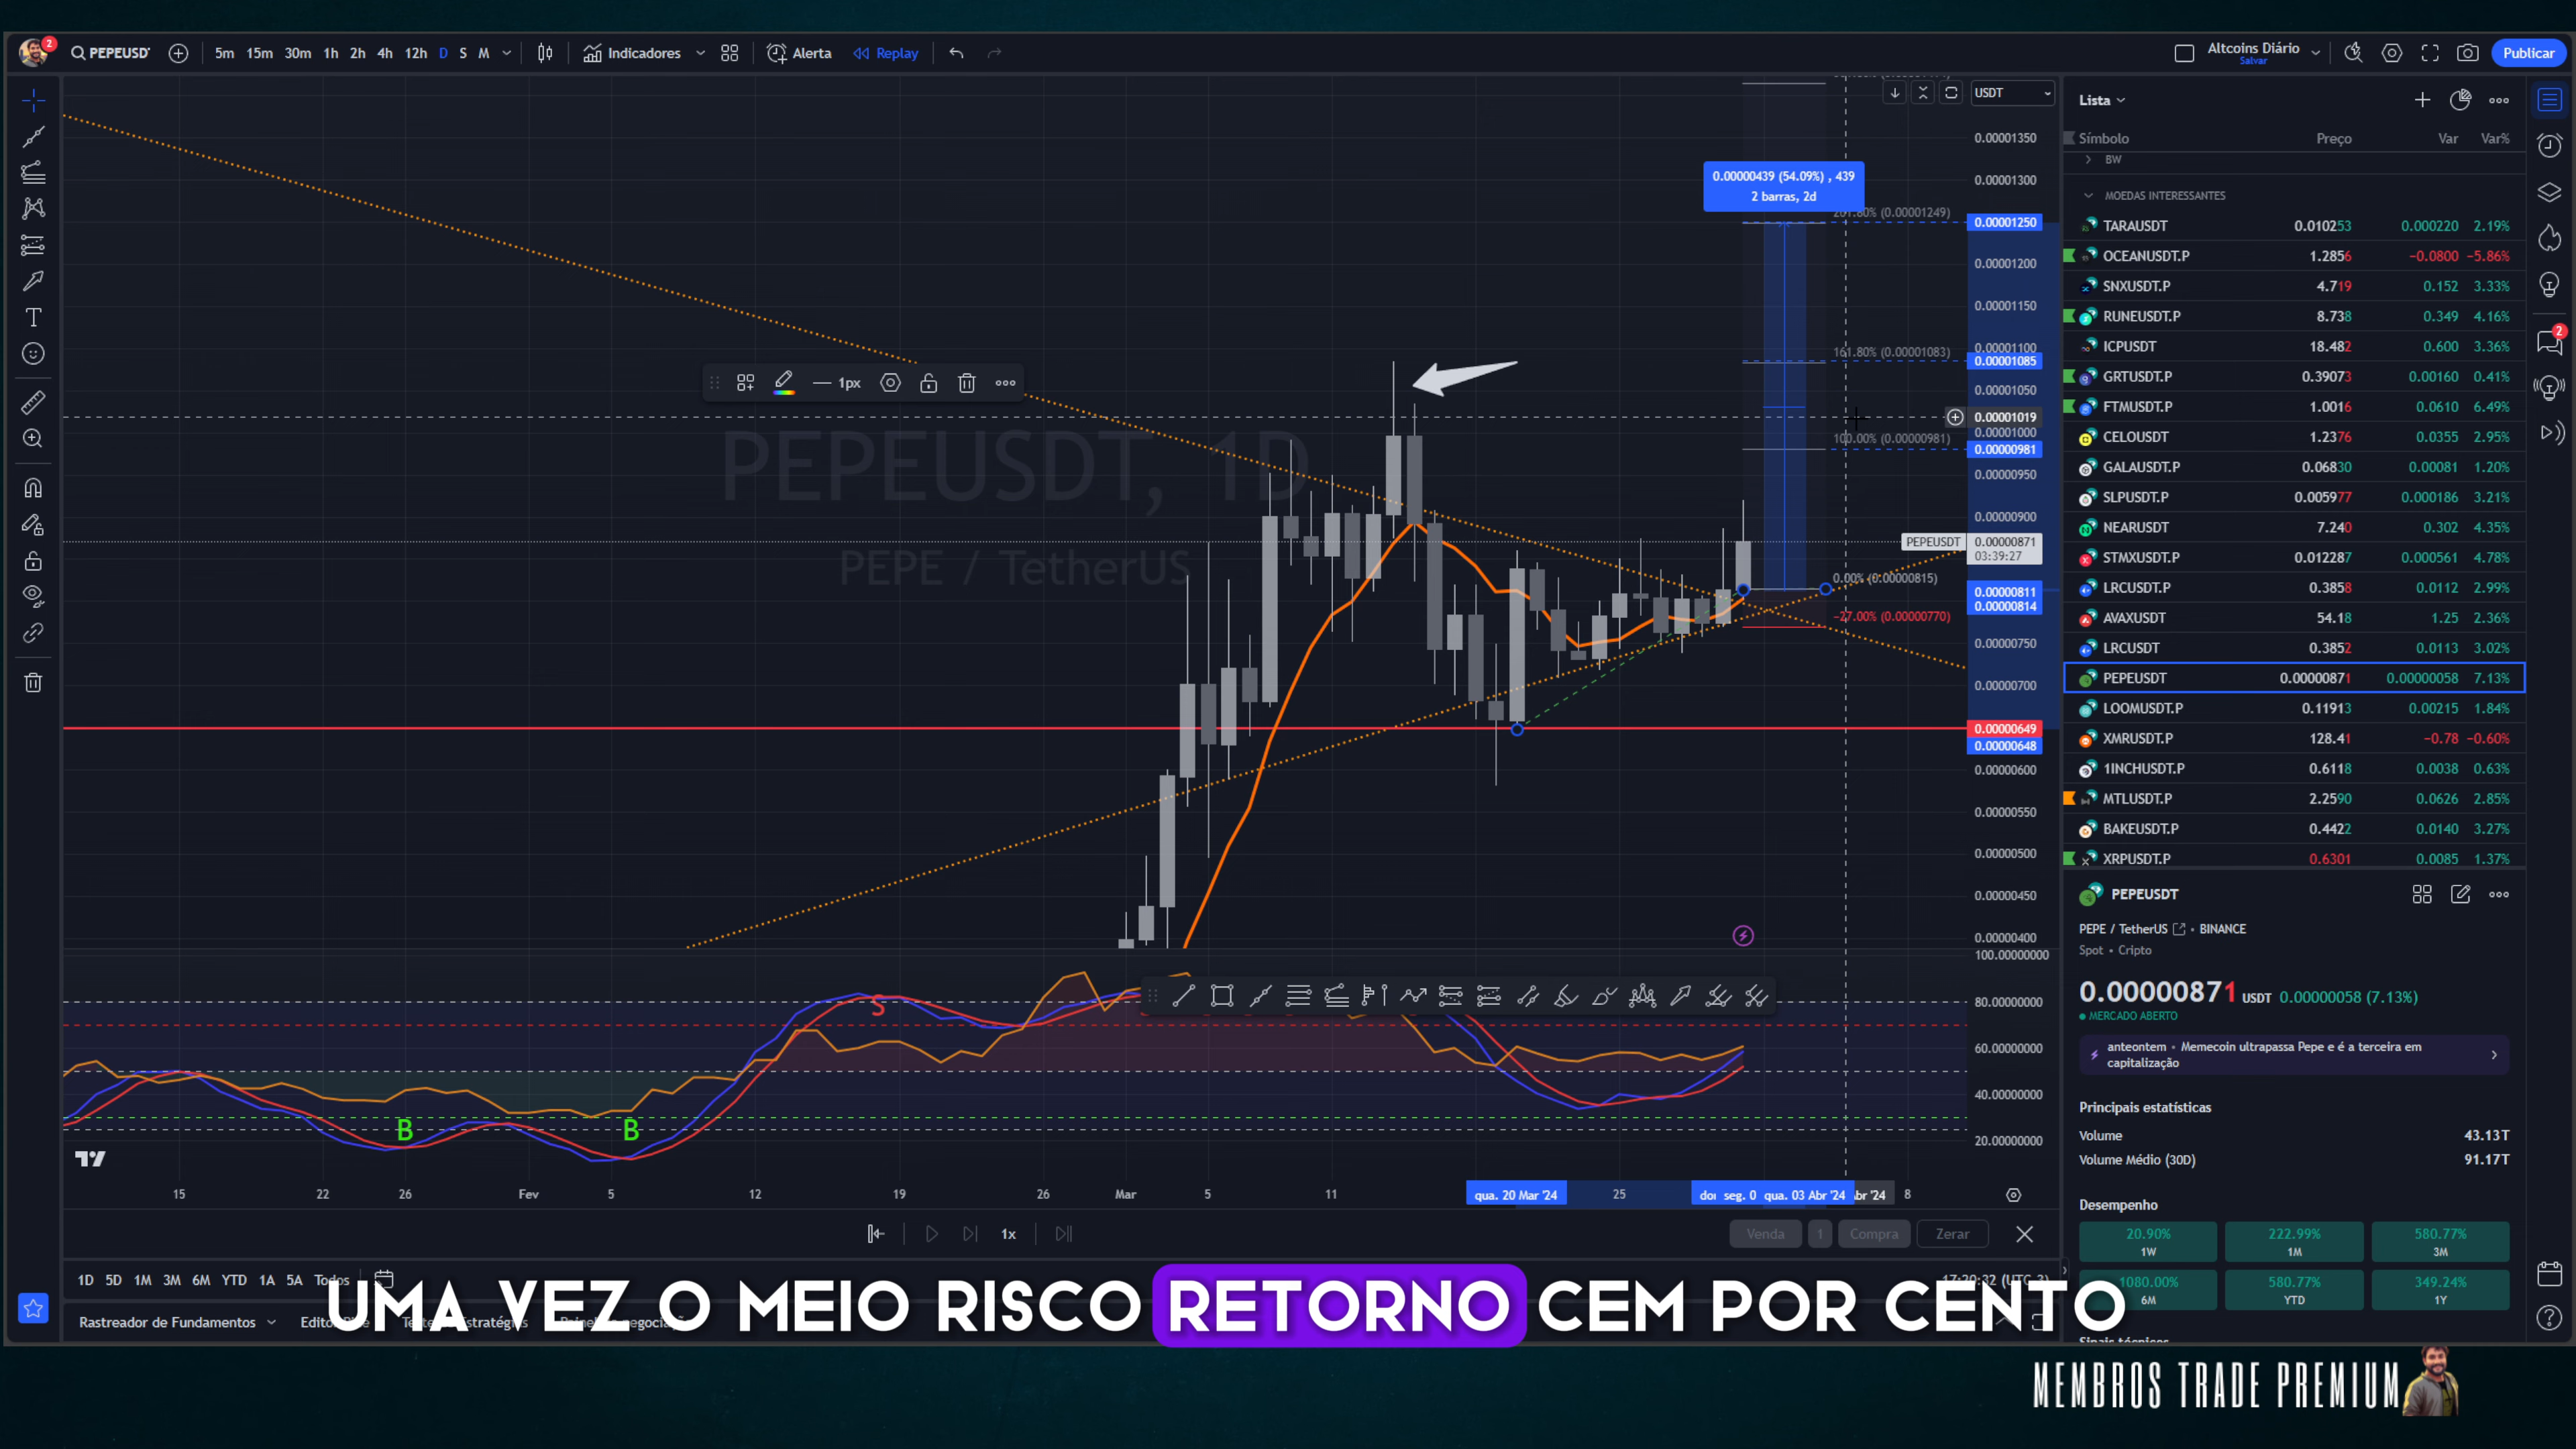 2
PEPEUSDT
5m 15m 30m 1h 2h 4h 12h D S M
Indicadores
Alerta
Replay
Altcoins Diário
Salvar
Publicar
PEPEUSDT, 1D
PEPE / TetherUS
0.00000439 (54.09%) , 439
2 barras, 2d
261.80% (0.00001249)
161.80% (0.00001083)
100.00% (0.00000981)
0.00% (0.00000815)
-27.00% (0.00000770)
1px
USDT
0.00001350
0.00001300
0.00001250
0.00001200
0.00001150
0.00001100
0.00001085
0.00001050
0.00001019
0.00001000
0.00000981
0.00000950
0.00000900
PEPEUSDT 0.00000871
03:39:27
0.00000811
0.00000814
0.00000750
0.00000700
0.00000649
0.00000648
0.00000600
0.00000550
0.00000500
0.00000450
0.00000400
100.00000000
80.00000000
60.00000000
40.00000000
20.00000000
S
B
B
15 22 26 Fev 5 12 19 26 Mar 5 11 qua. 20 Mar '24 25 seg. 0 qua. 03 Abr '24 Abr '24 8
1x
Venda 1 Compra Zerar
1D 5D 1M 3M 6M YTD 1A 5A Todos
Rastreador de Fundamentos
Lista
Símbolo Preço Var Var%
BW
MOEDAS INTERESSANTES
TARAUSDT 0.010253 0.000220 2.19%
OCEANUSDT.P 1.2856 −0.0800 −5.86%
SNXUSDT.P 4.719 0.152 3.33%
RUNEUSDT.P 8.738 0.349 4.16%
ICPUSDT 18.482 0.600 3.36%
GRTUSDT.P 0.39073 0.00160 0.41%
FTMUSDT.P 1.0016 0.0610 6.49%
CELOUSDT 1.2376 0.0355 2.95%
GALAUSDT.P 0.06830 0.00081 1.20%
SLPUSDT.P 0.005977 0.000186 3.21%
NEARUSDT 7.240 0.302 4.35%
STMXUSDT.P 0.012287 0.000561 4.78%
LRCUSDT.P 0.3858 0.0112 2.99%
AVAXUSDT 54.18 1.25 2.36%
LRCUSDT 0.3852 0.0113 3.02%
PEPEUSDT 0.00000871 0.00000058 7.13%
LOOMUSDT.P 0.11913 0.00215 1.84%
XMRUSDT.P 128.41 −0.78 −0.60%
1INCHUSDT.P 0.6118 0.0038 0.63%
MTLUSDT.P 2.2590 0.0626 2.85%
BAKEUSDT.P 0.4422 0.0140 3.27%
XRPUSDT.P 0.6301 0.0085 1.37%
PEPEUSDT
PEPE / TetherUS • BINANCE
Spot • Cripto
0.00000871 USDT 0.00000058 (7.13%)
MERCADO ABERTO
anteontem • Memecoin ultrapassa Pepe e é a terceira em
capitalização
Principais estatísticas
Volume 43.13T
Volume Médio (30D) 91.17T
Desempenho
20.90% 222.99% 580.77%
1W 1M 3M
1080.00% 580.77% 349.24%
6M YTD 1Y
2
UMA VEZ O MEIO RISCO RETORNO CEM POR CENTO
MEMBROS TRADE PREMIUM